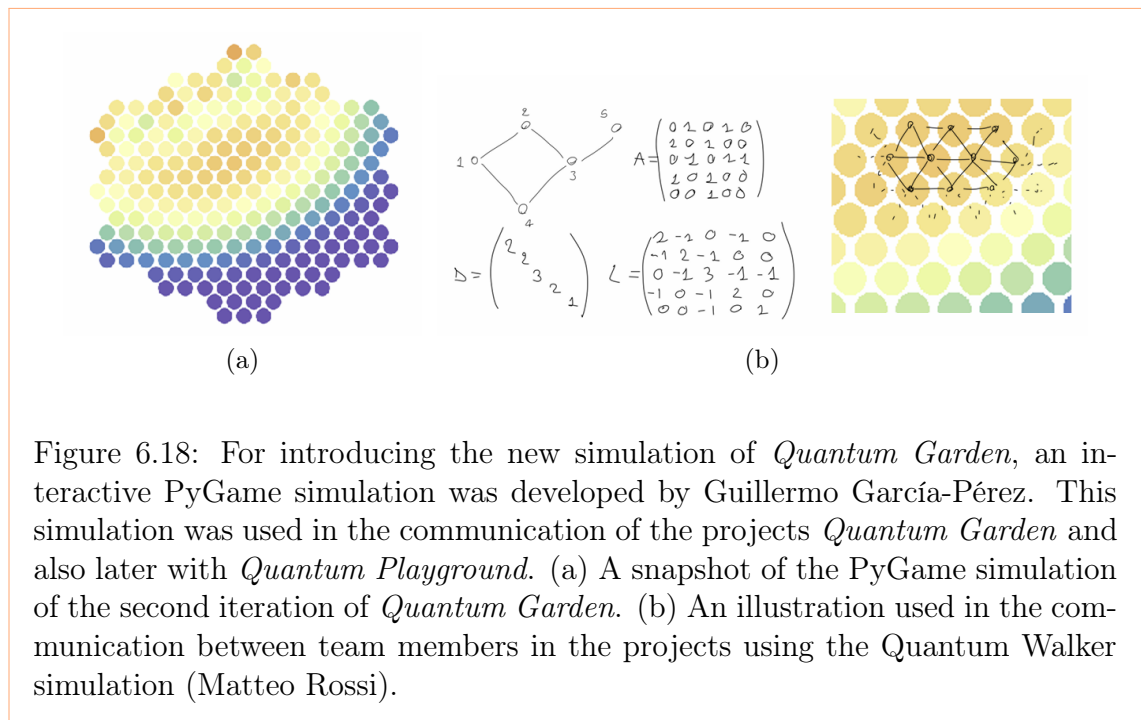 2
5
1
3
4
A=
0 1 0 1 0
1 0 1 0 0
0 1 0 1 1
1 0 1 0 0
0 0 1 0 0
D=
2
2
3
2
1
L=
2 -1 0 -1 0
-1 2 -1 0 0
0 -1 3 -1 -1
-1 0 -1 2 0
0 0 -1 0 1
(a)
(b)
Figure 6.18: For introducing the new simulation of Quantum Garden, an in-
teractive PyGame simulation was developed by Guillermo García-Pérez. This
simulation was used in the communication of the projects Quantum Garden and
also later with Quantum Playground. (a) A snapshot of the PyGame simulation
of the second iteration of Quantum Garden. (b) An illustration used in the com-
munication between team members in the projects using the Quantum Walker
simulation (Matteo Rossi).